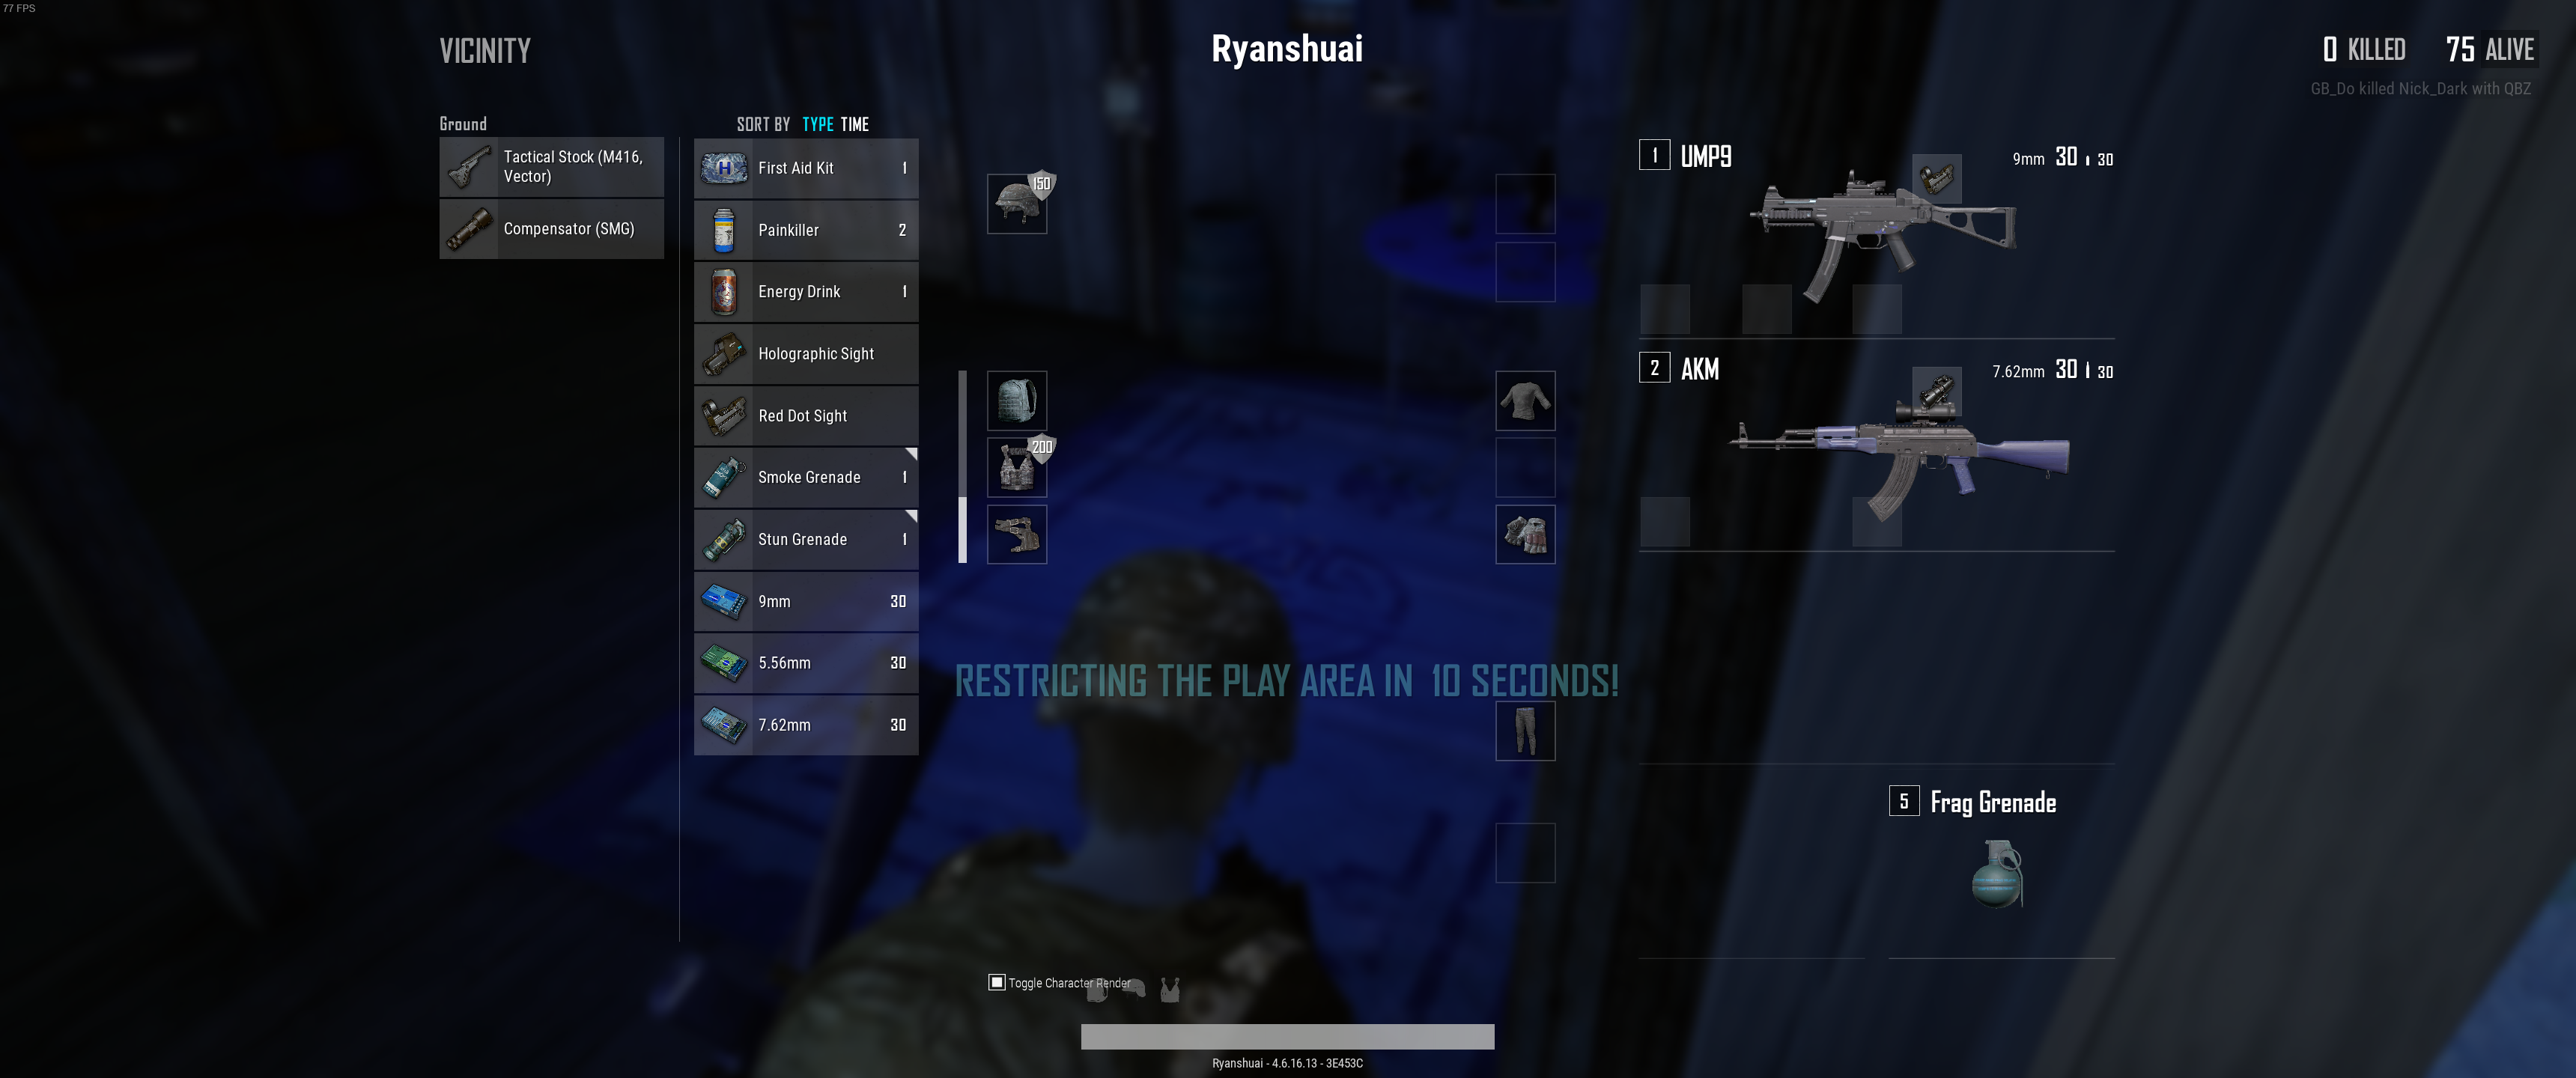 77 FPS
VICINITY
Ryanshuai
0 KILLED 75 ALIVE
GB_Do killed Nick_Dark with QBZ
Ground
SORT BY TYPE TIME
Tactical Stock (M416,
Vector)
Compensator (SMG)
First Aid Kit 1
Painkiller 2
Energy Drink 1
Holographic Sight
Red Dot Sight
Smoke Grenade 1
Stun Grenade 1
9mm 30
5.56mm 30
7.62mm 30
150
200
1 UMP9 9mm 30 30
2 AKM 7.62mm 30 30
RESTRICTING THE PLAY AREA IN 10 SECONDS!
5 Frag Grenade
Toggle Character Render
Ryanshuai - 4.6.16.13 - 3E453C